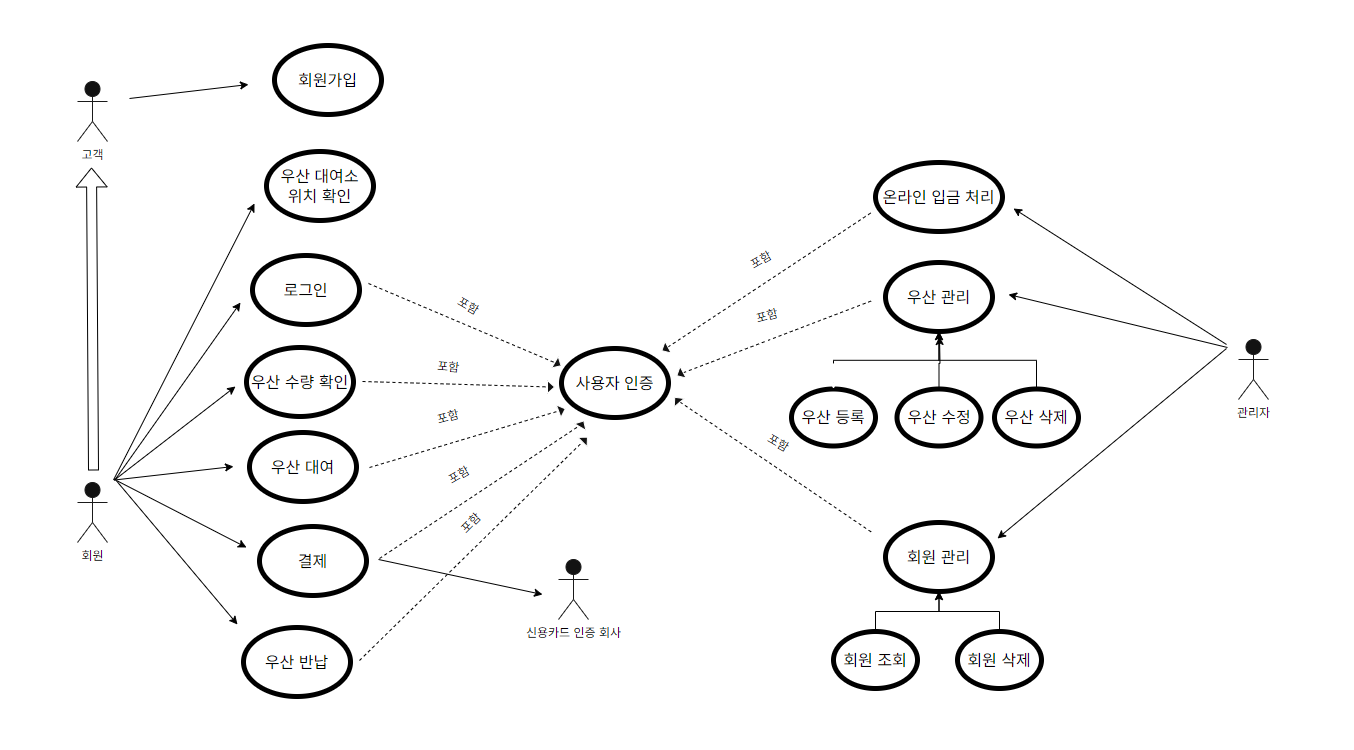 회원가입
고객
우산 대여소
위치 확인
온라인 입금 처리
포함
로그인
우산 관리
포함
포함
관리자
포함
우산 수량 확인
사용자 인증
포함
우산 등록
우산 수정
우산 삭제
포함
우산 대여
포함
포함
회원
결제
회원 관리
신용카드 인증 회사
우산 반납
회원 조회
회원 삭제